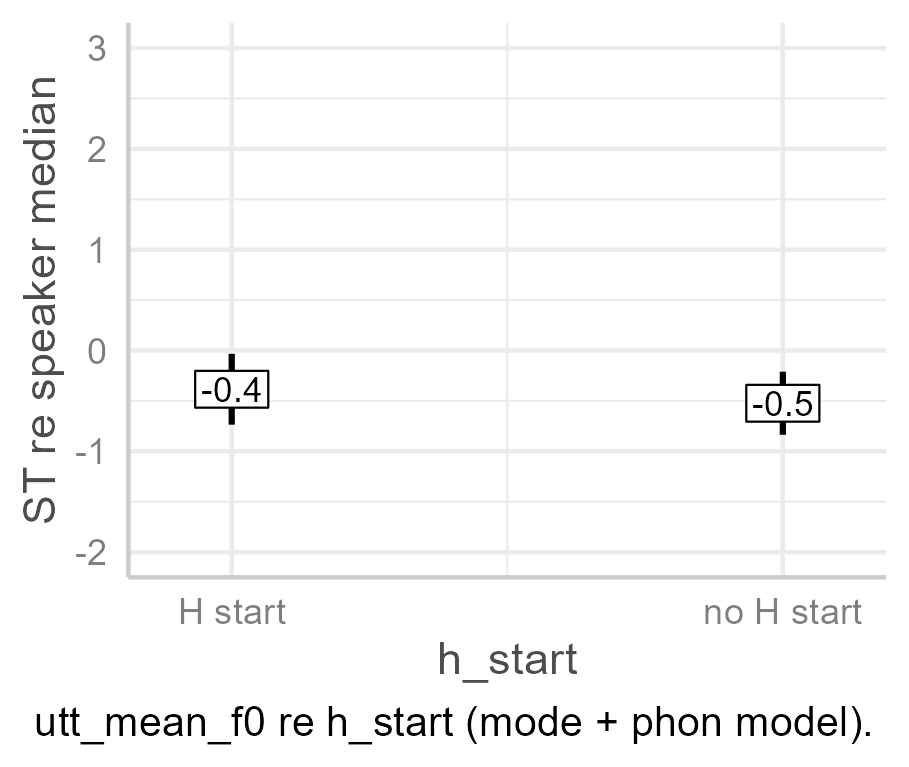 ST re speaker median
3
2
1
0
-1
-2
-0.4
-0.5
H start
no H start
h_start
utt_mean_f0 re h_start (mode + phon model).